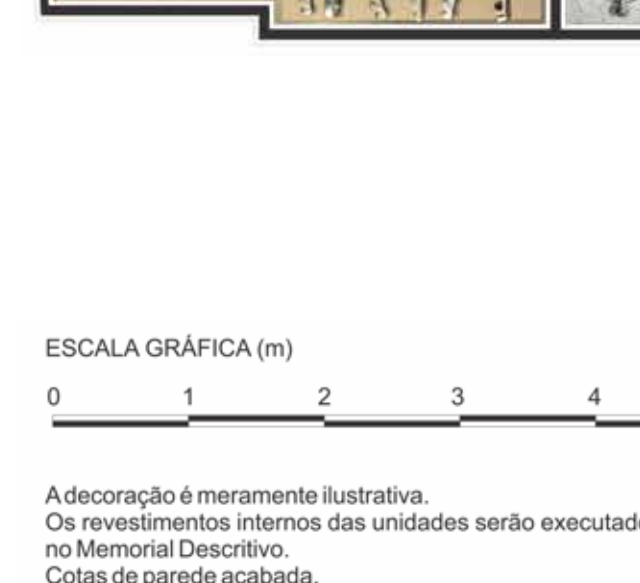 ESCALA GRÁFICA (m)
0 1 2 3 4
A decoração é meramente ilustrativa.
Os revestimentos internos das unidades serão executad
no Memorial Descritivo.
Cotas de parede acabada.